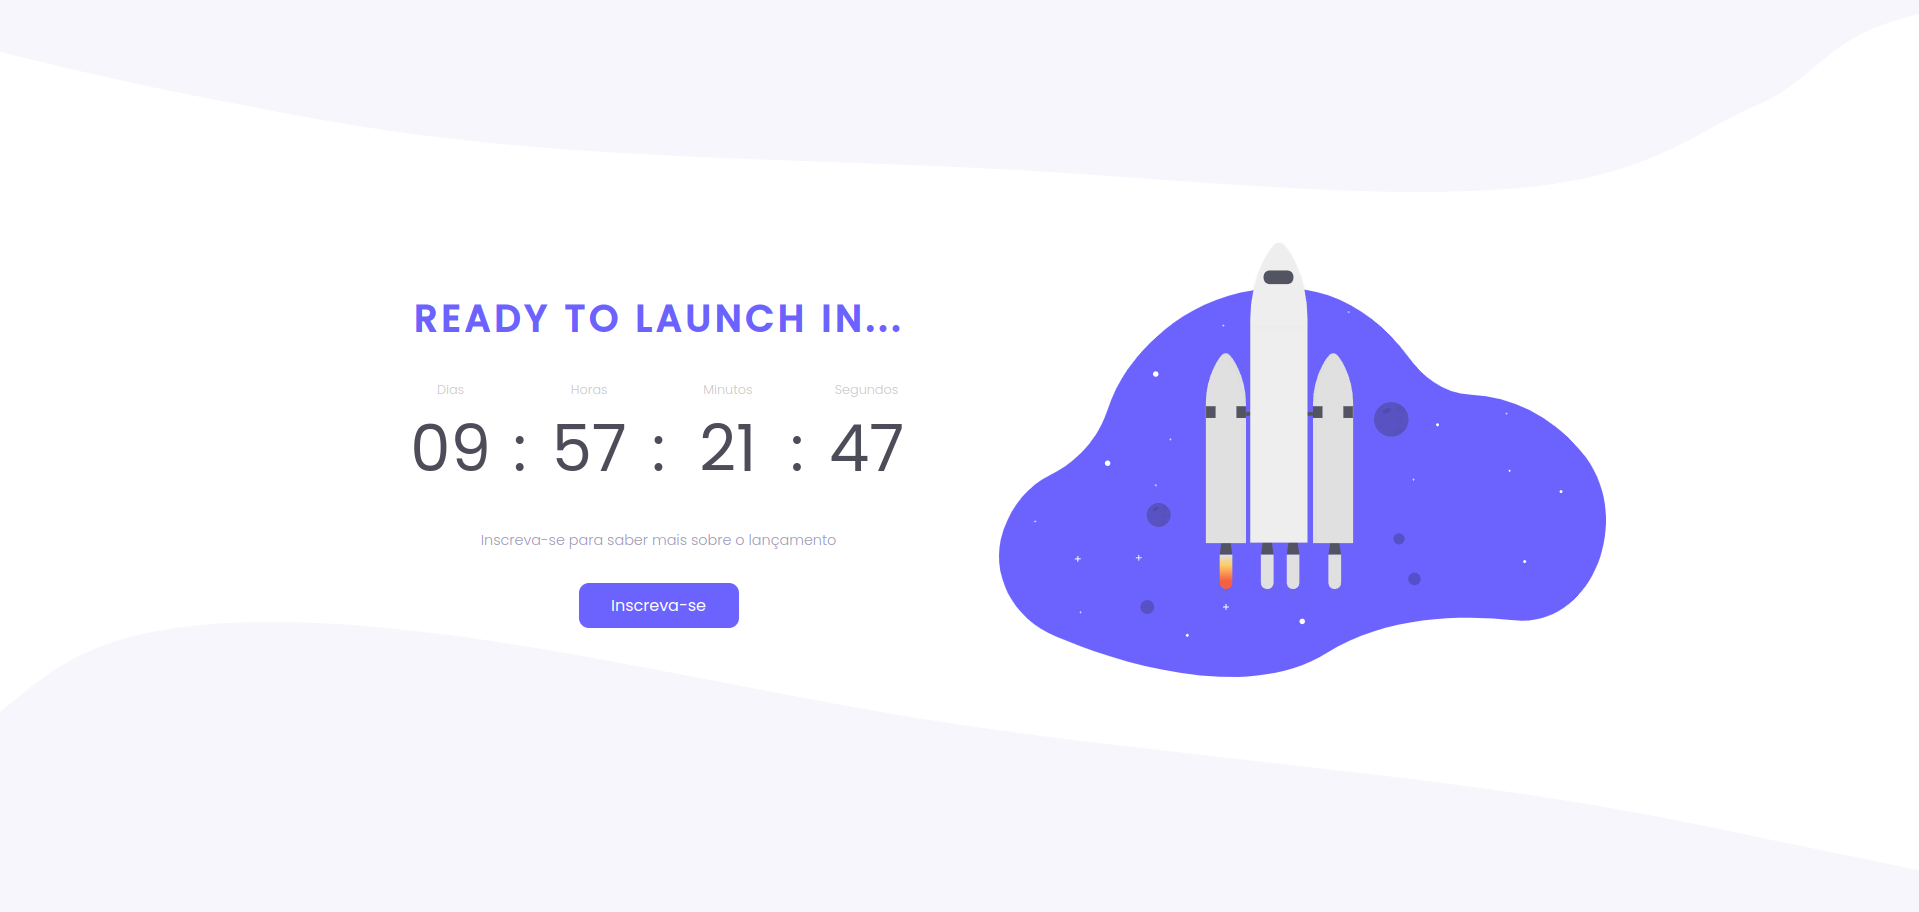 READY TO LAUNCH IN...
Dias Horas Minutos Segundos
09 : 57 : 21 : 47
Inscreva-se para saber mais sobre o lançamento
Inscreva-se